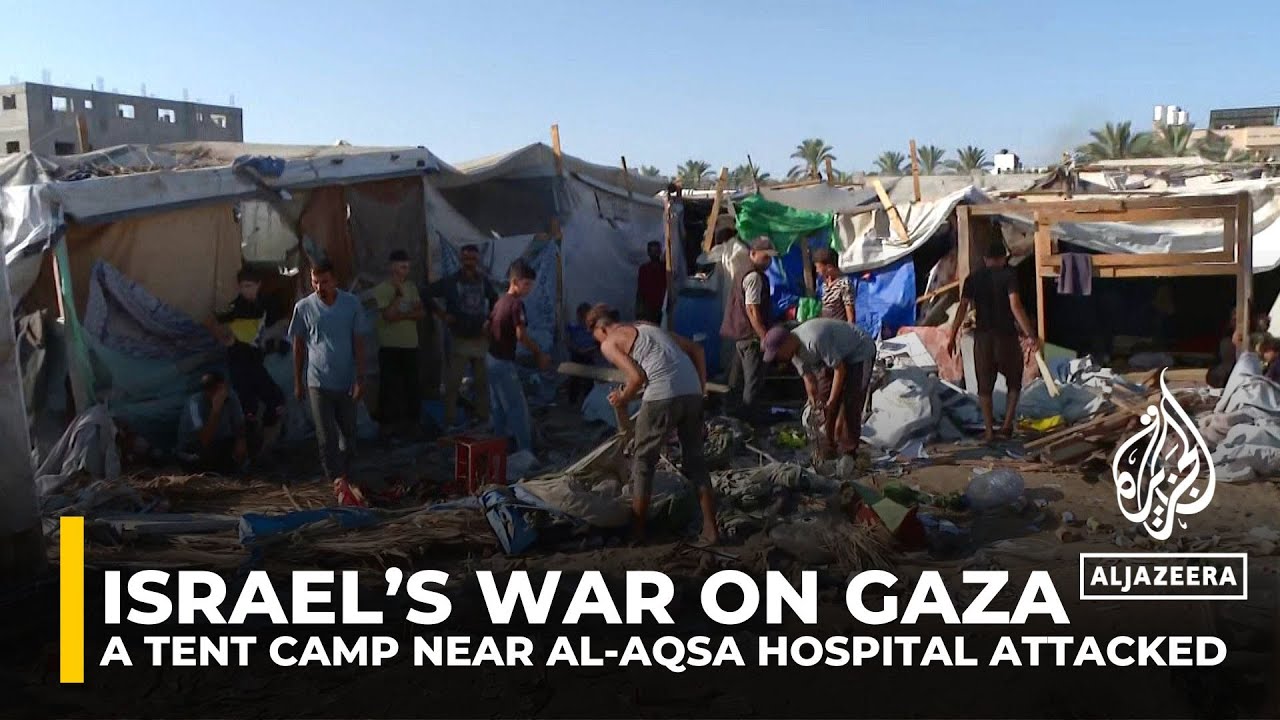 الجزيرة
ALJAZEERA
ISRAEL’S WAR ON GAZA
A TENT CAMP NEAR AL-AQSA HOSPITAL ATTACKED